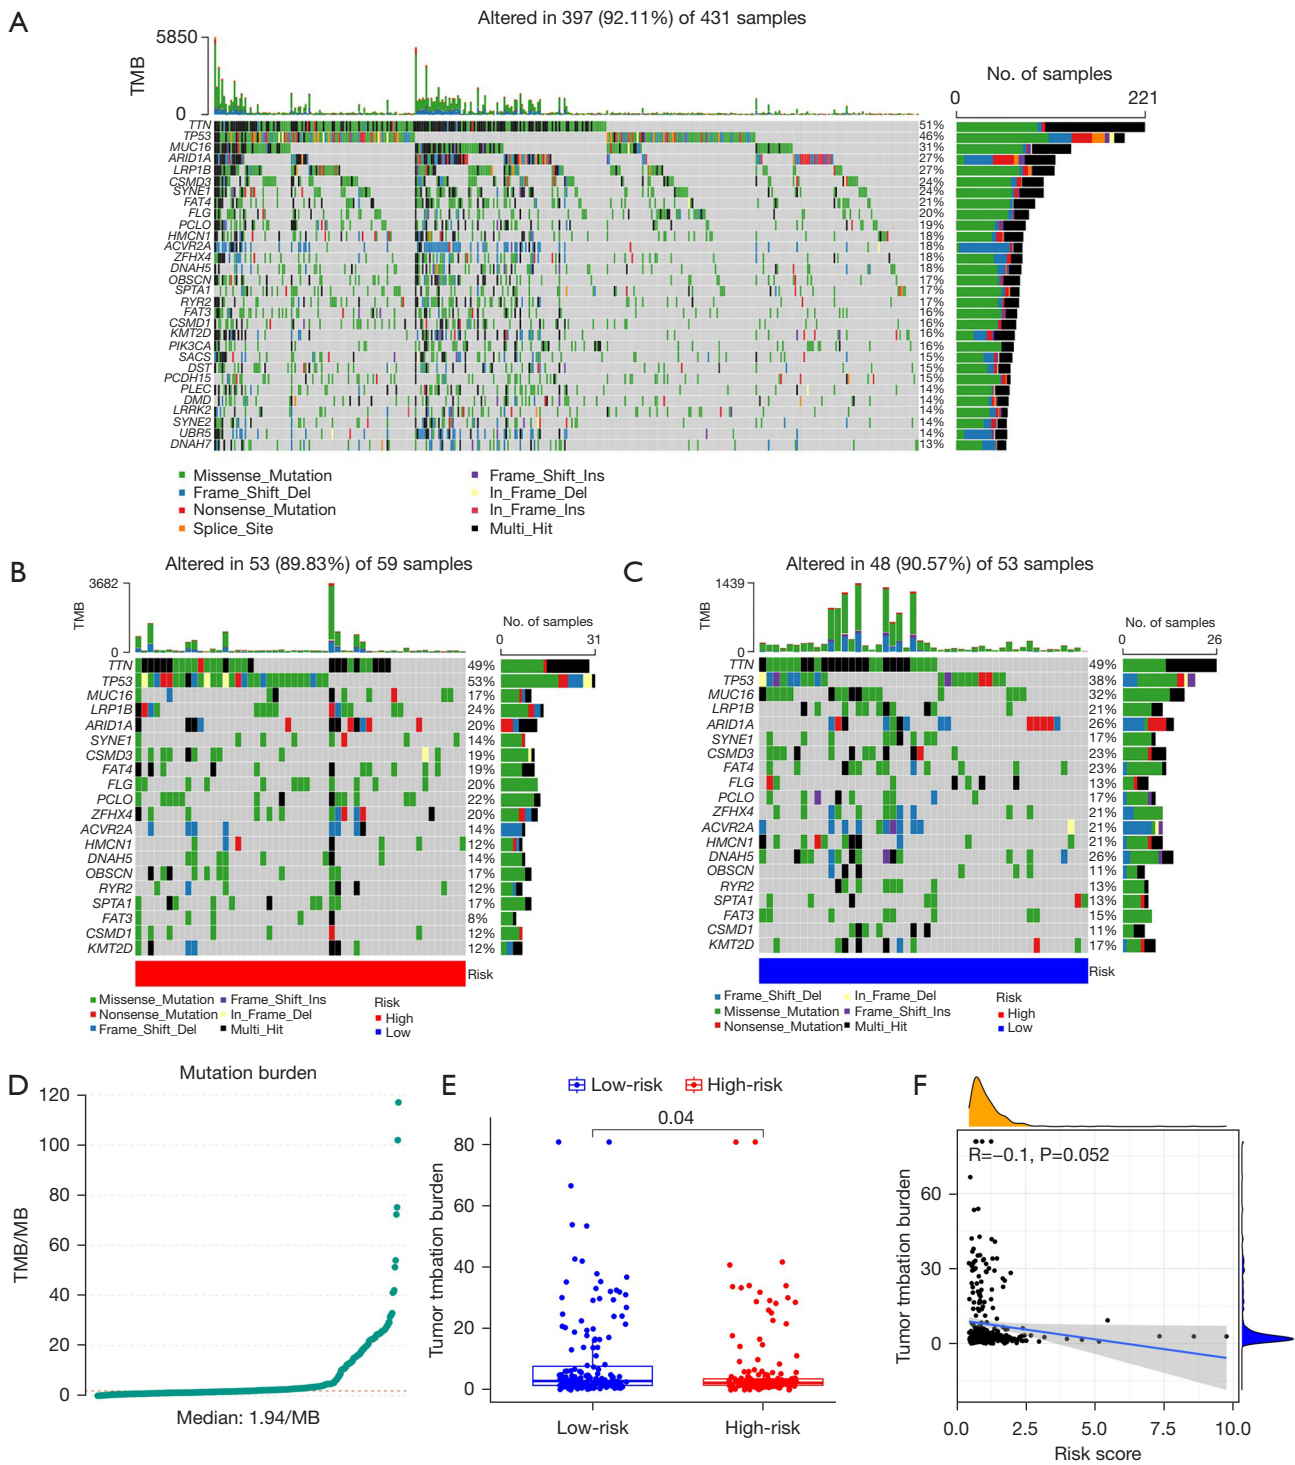 A
Altered in 397 (92.11%) of 431 samples
5850
TMB
0
No. of samples
0 221
TTN 51%
TP53 46%
MUC16 31%
ARID1A 27%
LRP1B 27%
CSMD3 24%
SYNE1 24%
FAT4 21%
FLG 20%
PCLO 19%
HMCN1 18%
ACVR2A 18%
ZFHX4 18%
DNAH5 18%
OBSCN 17%
SPTA1 17%
RYR2 17%
FAT3 16%
CSMD1 16%
KMT2D 16%
PIK3CA 16%
SACS 15%
DST 15%
PCDH15 15%
PLEC 14%
DMD 14%
LRRK2 14%
SYNE2 14%
UBR5 14%
DNAH7 13%
Missense_Mutation Frame_Shift_Ins
Frame_Shift_Del In_Frame_Del
Nonsense_Mutation In_Frame_Ins
Splice_Site Multi_Hit
B
Altered in 53 (89.83%) of 59 samples
3682
TMB
0
No. of samples
0 31
TTN 49%
TP53 53%
MUC16 17%
LRP1B 24%
ARID1A 20%
SYNE1 14%
CSMD3 19%
FAT4 19%
FLG 20%
PCLO 22%
ZFHX4 20%
ACVR2A 14%
HMCN1 12%
DNAH5 14%
OBSCN 17%
RYR2 12%
SPTA1 17%
FAT3 8%
CSMD1 12%
KMT2D 12%
Risk
Missense_Mutation Frame_Shift_Ins Risk
Nonsense_Mutation In_Frame_Del High
Frame_Shift_Del Multi_Hit Low
C
Altered in 48 (90.57%) of 53 samples
1439
TMB
0
No. of samples
0 26
TTN 49%
TP53 38%
MUC16 32%
LRP1B 21%
ARID1A 26%
SYNE1 17%
CSMD3 23%
FAT4 23%
FLG 13%
PCLO 17%
ZFHX4 21%
ACVR2A 21%
HMCN1 21%
DNAH5 26%
OBSCN 11%
RYR2 13%
SPTA1 13%
FAT3 15%
CSMD1 11%
KMT2D 17%
Risk
Frame_Shift_Del In_Frame_Del Risk
Missense_Mutation Frame_Shift_Ins High
Nonsense_Mutation Multi_Hit Low
D
Mutation burden
120
100
80
60
40
20
0
TMB/MB
Median: 1.94/MB
E
Low-risk High-risk
0.04
80
60
40
20
0
Tumor tmbation burden
Low-risk High-risk
F
R=−0.1, P=0.052
60
30
0
Tumor tmbation burden
0.0 2.5 5.0 7.5 10.0
Risk score